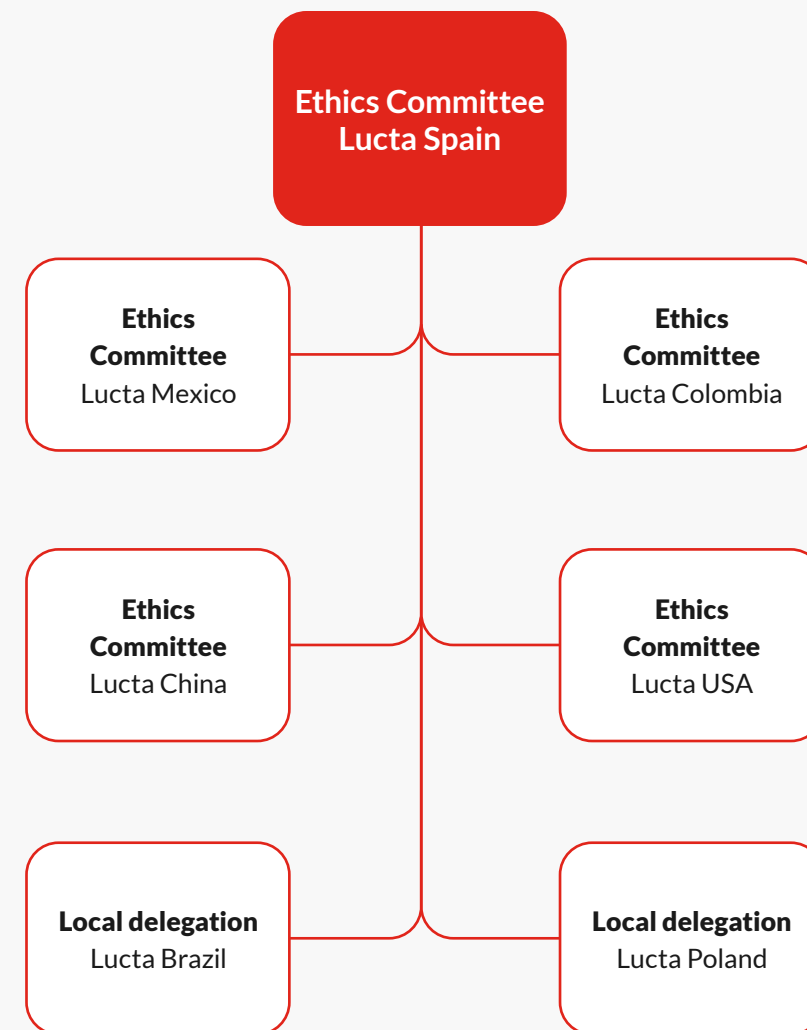 Ethics Committee
Lucta Spain
Ethics
Committee
Lucta Mexico
Ethics
Committee
Lucta Colombia
Ethics
Committee
Lucta China
Ethics
Committee
Lucta USA
Local delegation
Lucta Brazil
Local delegation
Lucta Poland